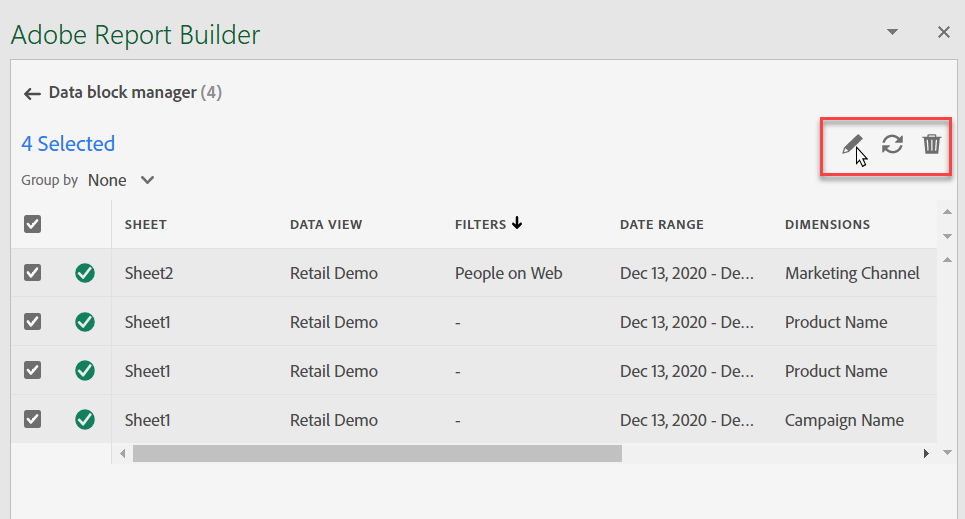 Adobe Report Builder
Data block manager (4)
4 Selected
Group by None
SHEET DATA VIEW FILTERS DATE RANGE DIMENSIONS
Sheet2 Retail Demo People on Web Dec 13, 2020 - De... Marketing Channel
Sheet1 Retail Demo - Dec 13, 2020 - De... Product Name
Sheet1 Retail Demo - Dec 13, 2020 - De... Product Name
Sheet1 Retail Demo - Dec 13, 2020 - De... Campaign Name